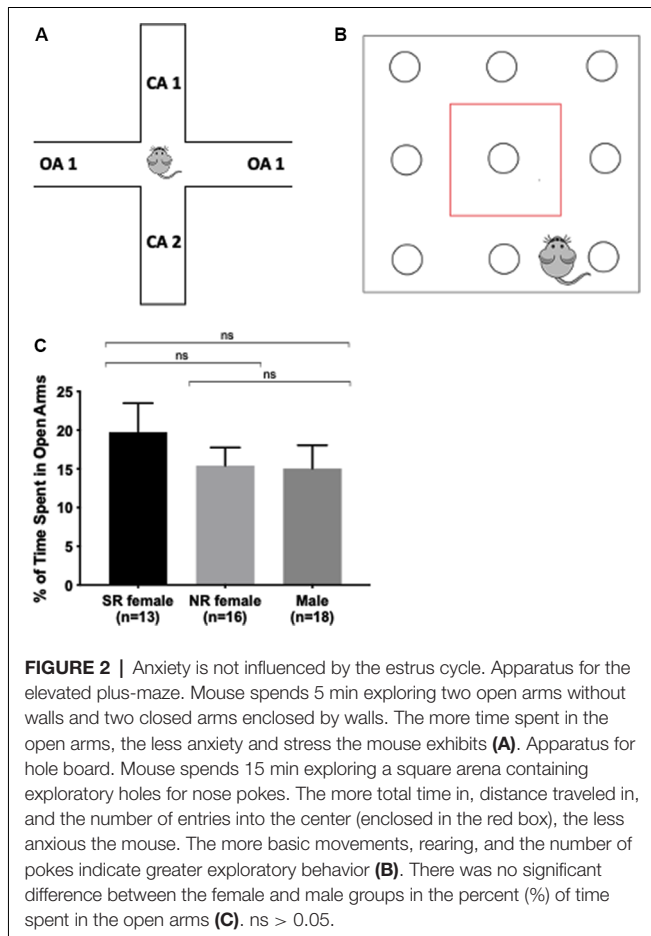 A
B
CA 1
OA 1
OA 1
CA 2
C
ns
ns
ns
% of Time Spent in Open Arms
25
20
15
10
5
0
SR female
(n=13)
NR female
(n=16)
Male
(n=18)
FIGURE 2 | Anxiety is not influenced by the estrus cycle. Apparatus for the
elevated plus-maze. Mouse spends 5 min exploring two open arms without
walls and two closed arms enclosed by walls. The more time spent in the
open arms, the less anxiety and stress the mouse exhibits (A). Apparatus for
hole board. Mouse spends 15 min exploring a square arena containing
exploratory holes for nose pokes. The more total time in, distance traveled in,
and the number of entries into the center (enclosed in the red box), the less
anxious the mouse. The more basic movements, rearing, and the number of
pokes indicate greater exploratory behavior (B). There was no significant
difference between the female and male groups in the percent (%) of time
spent in the open arms (C). ns > 0.05.